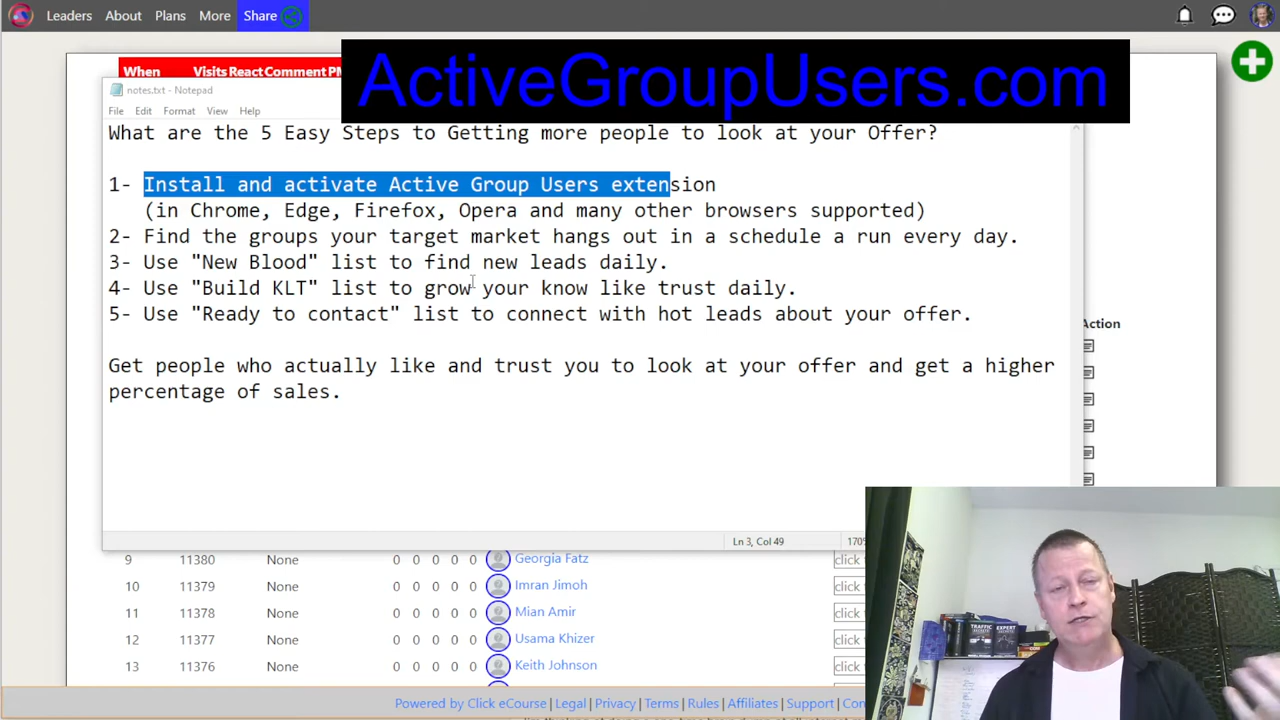 Leaders About Plans More Share
When Visits React Comment PM
ActiveGroupUsers.com
notes.txt - Notepad
File Edit Format View Help
What are the 5 Easy Steps to Getting more people to look at your Offer?
1- Install and activate Active Group Users extension
(in Chrome, Edge, Firefox, Opera and many other browsers supported)
2- Find the groups your target market hangs out in a schedule a run every day.
3- Use "New Blood" list to find new leads daily.
4- Use "Build KLT" list to grow your know like trust daily.
5- Use "Ready to contact" list to connect with hot leads about your offer.
Action
Get people who actually like and trust you to look at your offer and get a higher
percentage of sales.
Ln 3, Col 49
9 11380 None 0 0 0 0 0 Georgia Fatz click
10 11379 None 0 0 0 0 0 Imran Jimoh click
11 11378 None 0 0 0 0 0 Mian Amir click
12 11377 None 0 0 0 0 0 Usama Khizer click
13 11376 None 0 0 0 0 0 Keith Johnson click
TRAFFIC SECRETS
EXPERT SECRETS
Powered by Click eCourse | Legal | Privacy | Terms | Rules | Affiliates | Support |